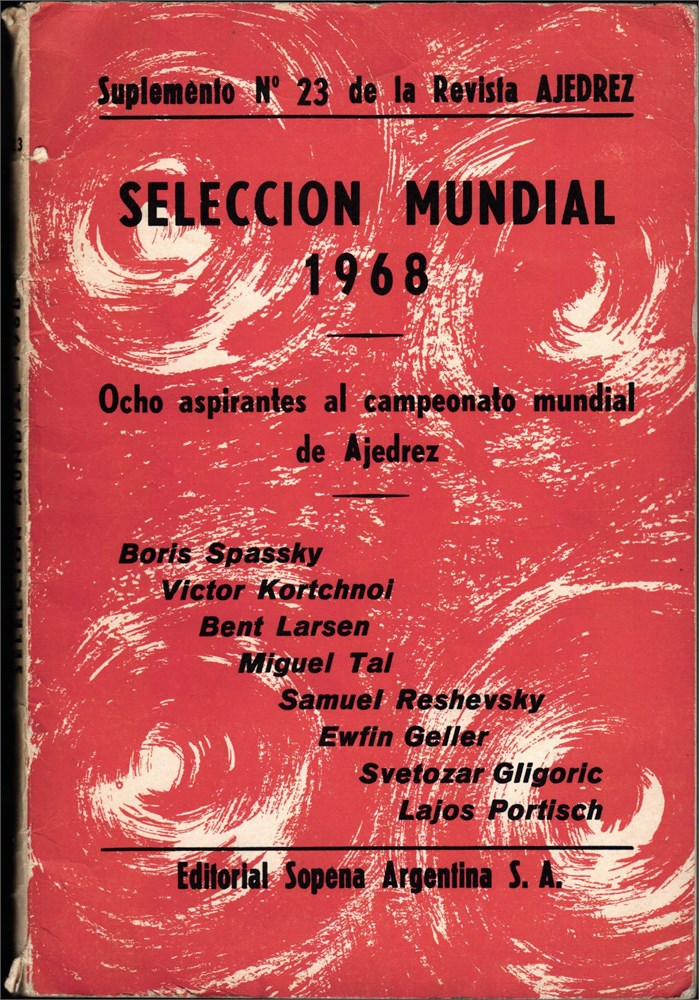 Suplemento Nº 23 de la Revista AJEDREZ
SELECCION MUNDIAL
1968
Ocho aspirantes al campeonato mundial
de Ajedrez
Boris Spassky
Victor Kortchnoi
Bent Larsen
Miguel Tal
Samuel Reshevsky
Ewfin Geller
Svetozar Gligoric
Lajos Portisch
Editorial Sopena Argentina S. A.